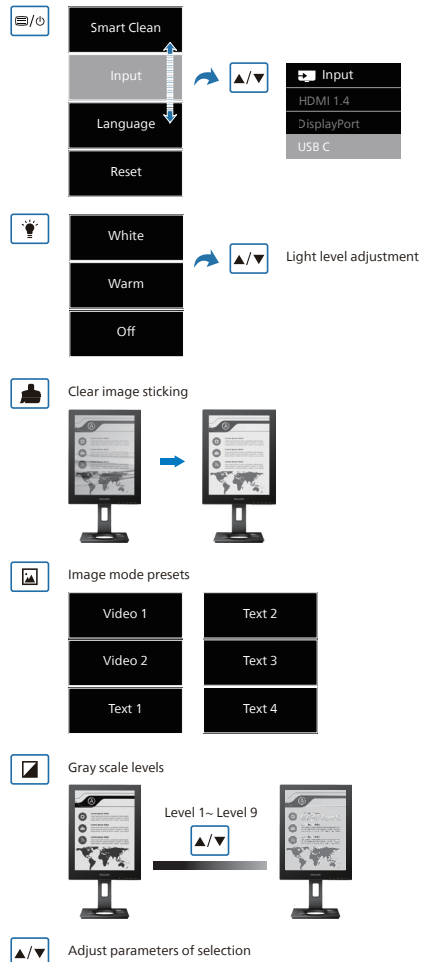 Smart Clean
Input
Language
Reset
Input
HDMI 1.4
DisplayPort
USB C
White
Warm
Off
Light level adjustment
Clear image sticking
Image mode presets
Video 1
Text 2
Video 2
Text 3
Text 1
Text 4
Gray scale levels
Level 1~ Level 9
Adjust parameters of selection